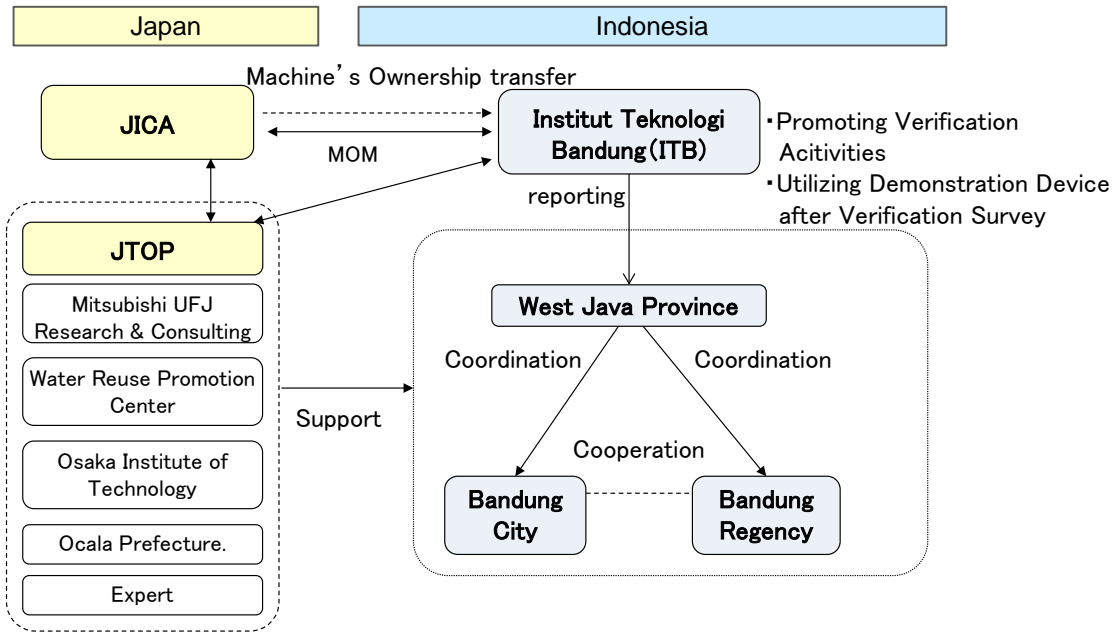 Japan
Indonesia
Machine's Ownership transfer
JICA
MOM
Institut Teknologi
Bandung(ITB)
・Promoting Verification
Acitivities
・Utilizing Demonstration Device
after Verification Survey
reporting
JTOP
Mitsubishi UFJ
Research & Consulting
Water Reuse Promotion
Center
Osaka Institute of
Technology
Ocala Prefecture.
Expert
Support
West Java Province
Coordination
Coordination
Cooperation
Bandung
City
Bandung
Regency